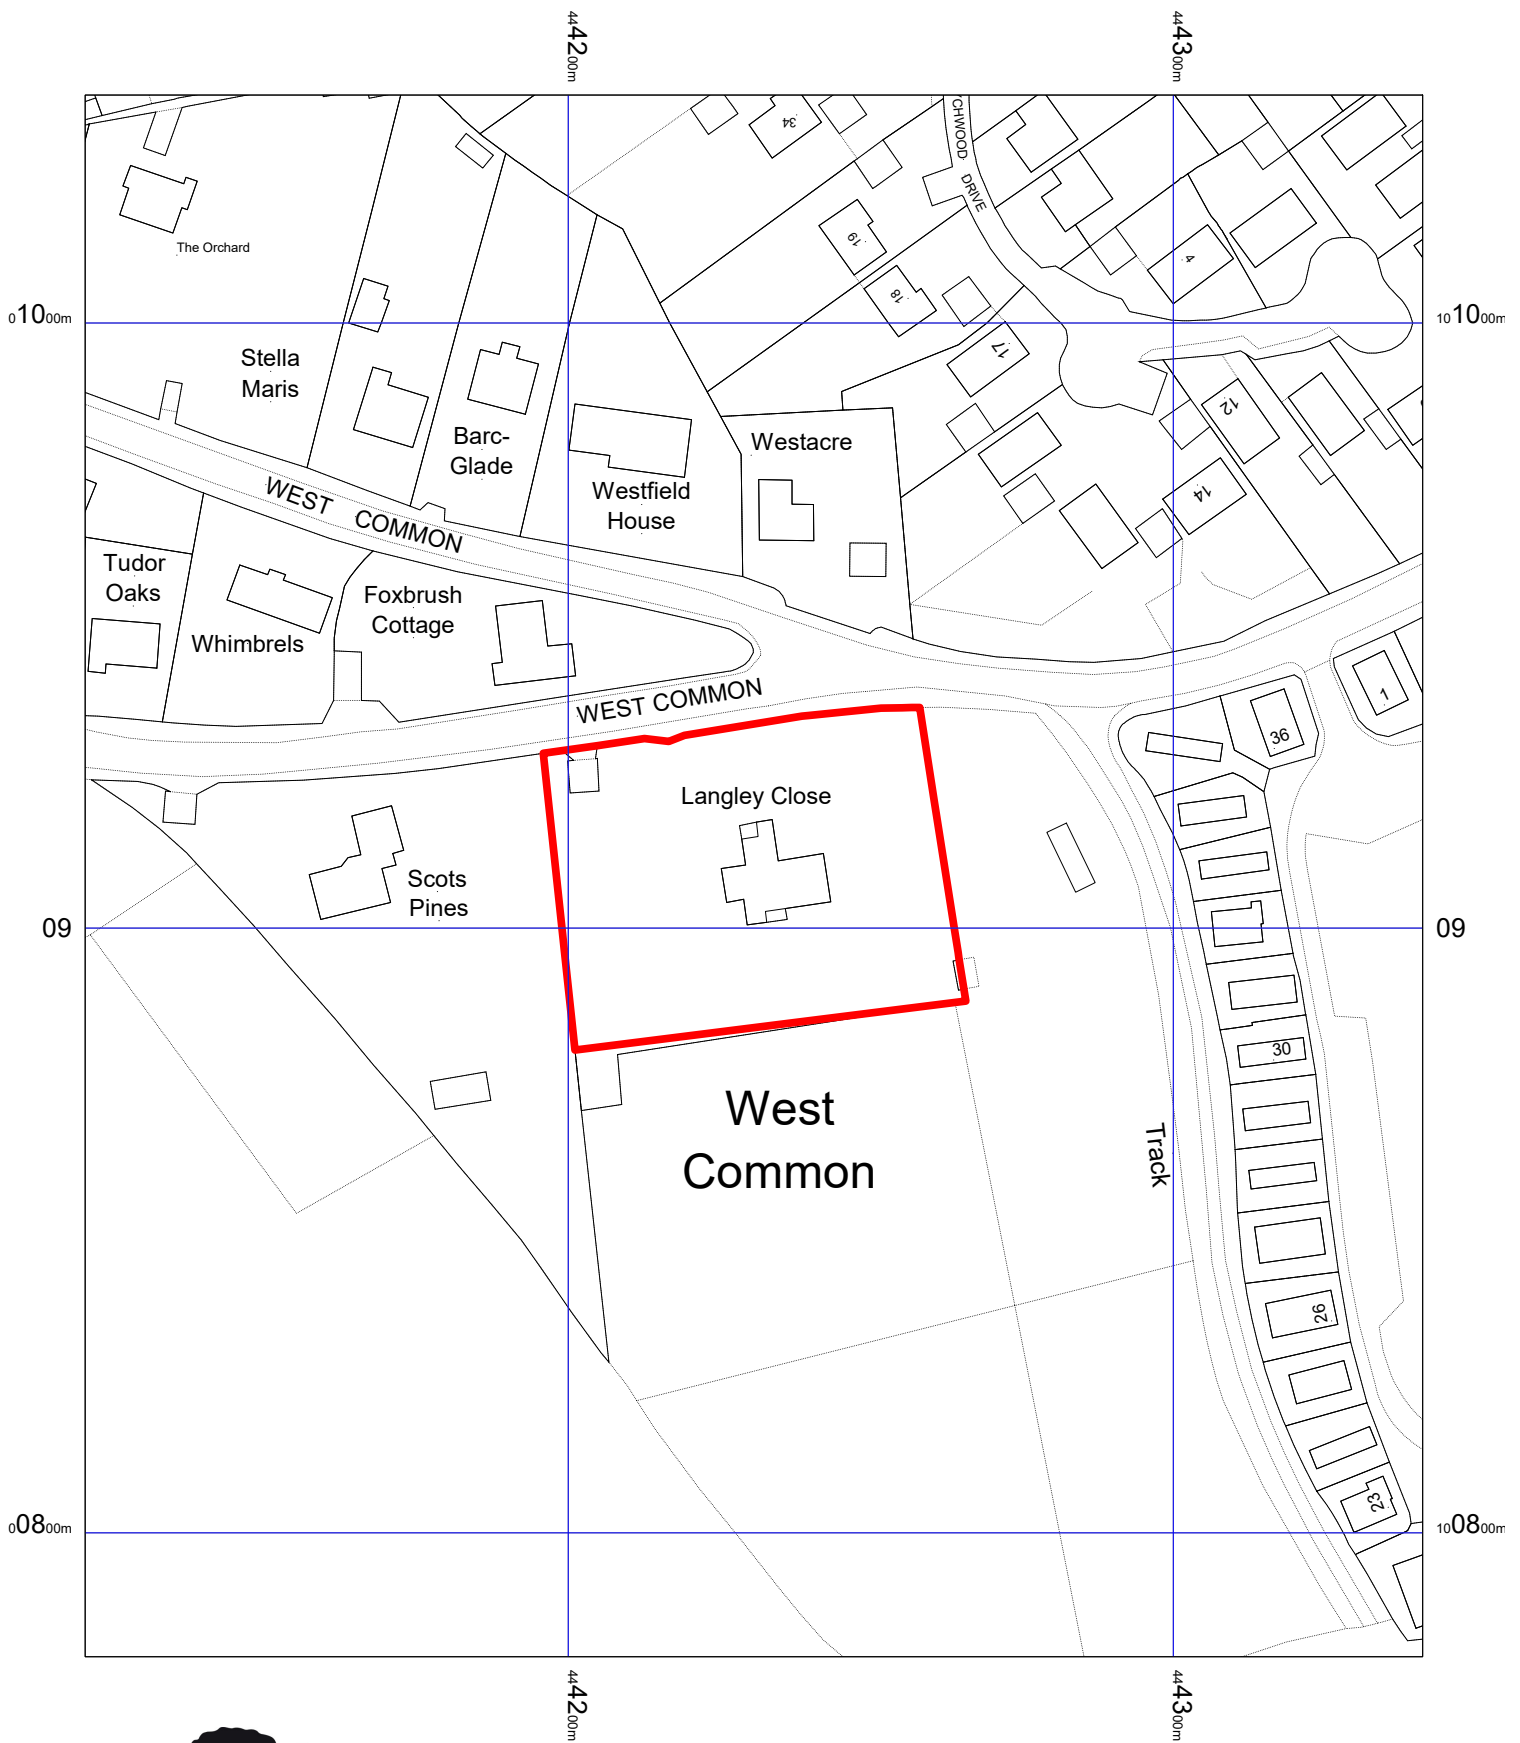 444200m
444300m
CHWOOD DRIVE
34
The Orchard
19
4
18
01000m
101000m
17
Stella
Maris
12
Barc-
Glade
Westacre
Westfield
House
14
WEST COMMON
Tudor
Oaks
Foxbrush
Cottage
Whimbrels
WEST COMMON
1
36
Langley Close
Scots
Pines
09
09
30
West
Common
Track
26
23
00800m
100800m
444200m
444300m